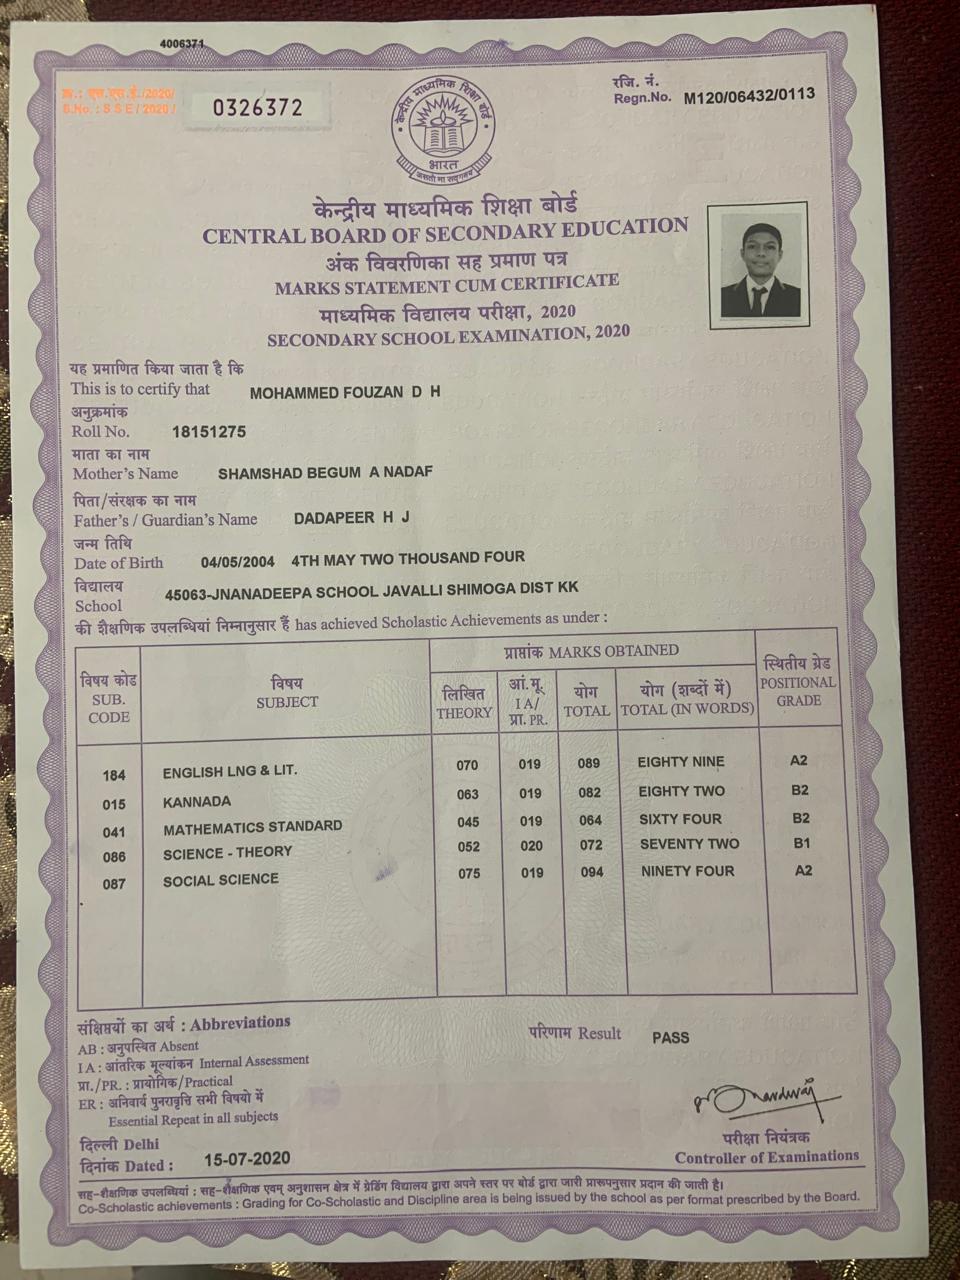 4006371
क्र.: एस.एस.ई./2020/
S.No. : S S E / 2020 /
0326372
रजि. नं.
Regn.No. M120/06432/0113
केन्द्रीय माध्यमिक शिक्षा बोर्ड
भारत
असतो मा सद्गमय
केन्द्रीय माध्यमिक शिक्षा बोर्ड
CENTRAL BOARD OF SECONDARY EDUCATION
अंक विवरणिका सह प्रमाण पत्र
MARKS STATEMENT CUM CERTIFICATE
माध्यमिक विद्यालय परीक्षा, 2020
SECONDARY SCHOOL EXAMINATION, 2020
यह प्रमाणित किया जाता है कि
This is to certify that MOHAMMED FOUZAN D H
अनुक्रमांक
Roll No. 18151275
माता का नाम
Mother's Name SHAMSHAD BEGUM A NADAF
पिता/संरक्षक का नाम
Father's / Guardian's Name DADAPEER H J
जन्म तिथि
Date of Birth 04/05/2004 4TH MAY TWO THOUSAND FOUR
विद्यालय
School 45063-JNANADEEPA SCHOOL JAVALLI SHIMOGA DIST KK
की शैक्षणिक उपलब्धियां निम्नानुसार हैं has achieved Scholastic Achievements as under :
विषय कोड
SUB.
CODE
विषय
SUBJECT
प्राप्तांक MARKS OBTAINED
लिखित
THEORY
आं.मू.
I A/
प्रा. PR.
योग
TOTAL
योग (शब्दों में)
TOTAL (IN WORDS)
स्थितीय ग्रेड
POSITIONAL
GRADE
184 ENGLISH LNG & LIT. 070 019 089 EIGHTY NINE A2
015 KANNADA 063 019 082 EIGHTY TWO B2
041 MATHEMATICS STANDARD 045 019 064 SIXTY FOUR B2
086 SCIENCE - THEORY 052 020 072 SEVENTY TWO B1
087 SOCIAL SCIENCE 075 019 094 NINETY FOUR A2
संक्षिप्तियों का अर्थ : Abbreviations
AB : अनुपस्थित Absent
I A : आंतरिक मूल्यांकन Internal Assessment
प्रा./PR. : प्रायोगिक/Practical
ER : अनिवार्य पुनरावृत्ति सभी विषयो में
Essential Repeat in all subjects
परिणाम Result PASS
दिल्ली Delhi
दिनांक Dated : 15-07-2020
परीक्षा नियंत्रक
Controller of Examinations
सह-शैक्षणिक उपलब्धियां : सह-शैक्षणिक एवम् अनुशासन क्षेत्र में ग्रेडिंग विद्यालय द्वारा अपने स्तर पर बोर्ड द्वारा जारी प्रारूपनुसार प्रदान की जाती है।
Co-Scholastic achievements : Grading for Co-Scholastic and Discipline area is being issued by the school as per format prescribed by the Board.